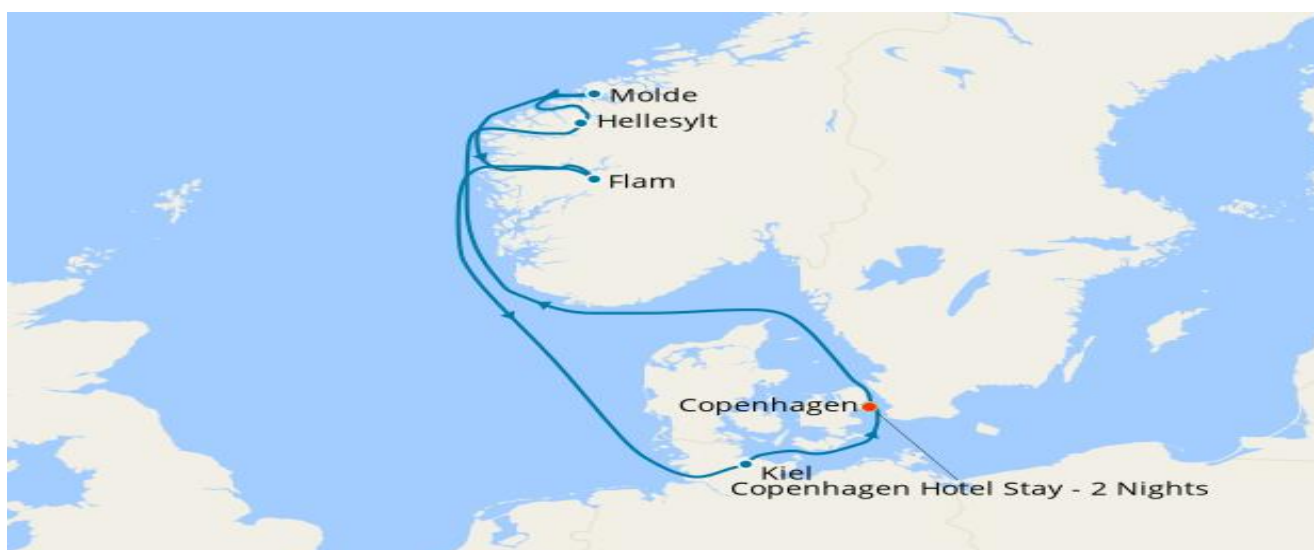 Molde
Hellesylt
Flam
Copenhagen
Kiel
Copenhagen Hotel Stay - 2 Nights